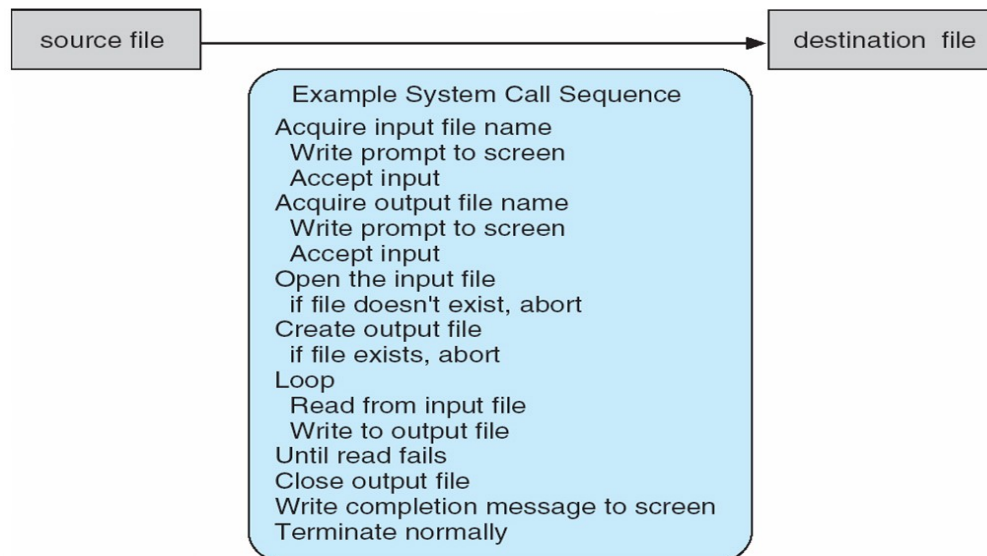 source file
destination file
Example System Call Sequence
Acquire input file name
Write prompt to screen
Accept input
Acquire output file name
Write prompt to screen
Accept input
Open the input file
if file doesn't exist, abort
Create output file
if file exists, abort
Loop
Read from input file
Write to output file
Until read fails
Close output file
Write completion message to screen
Terminate normally